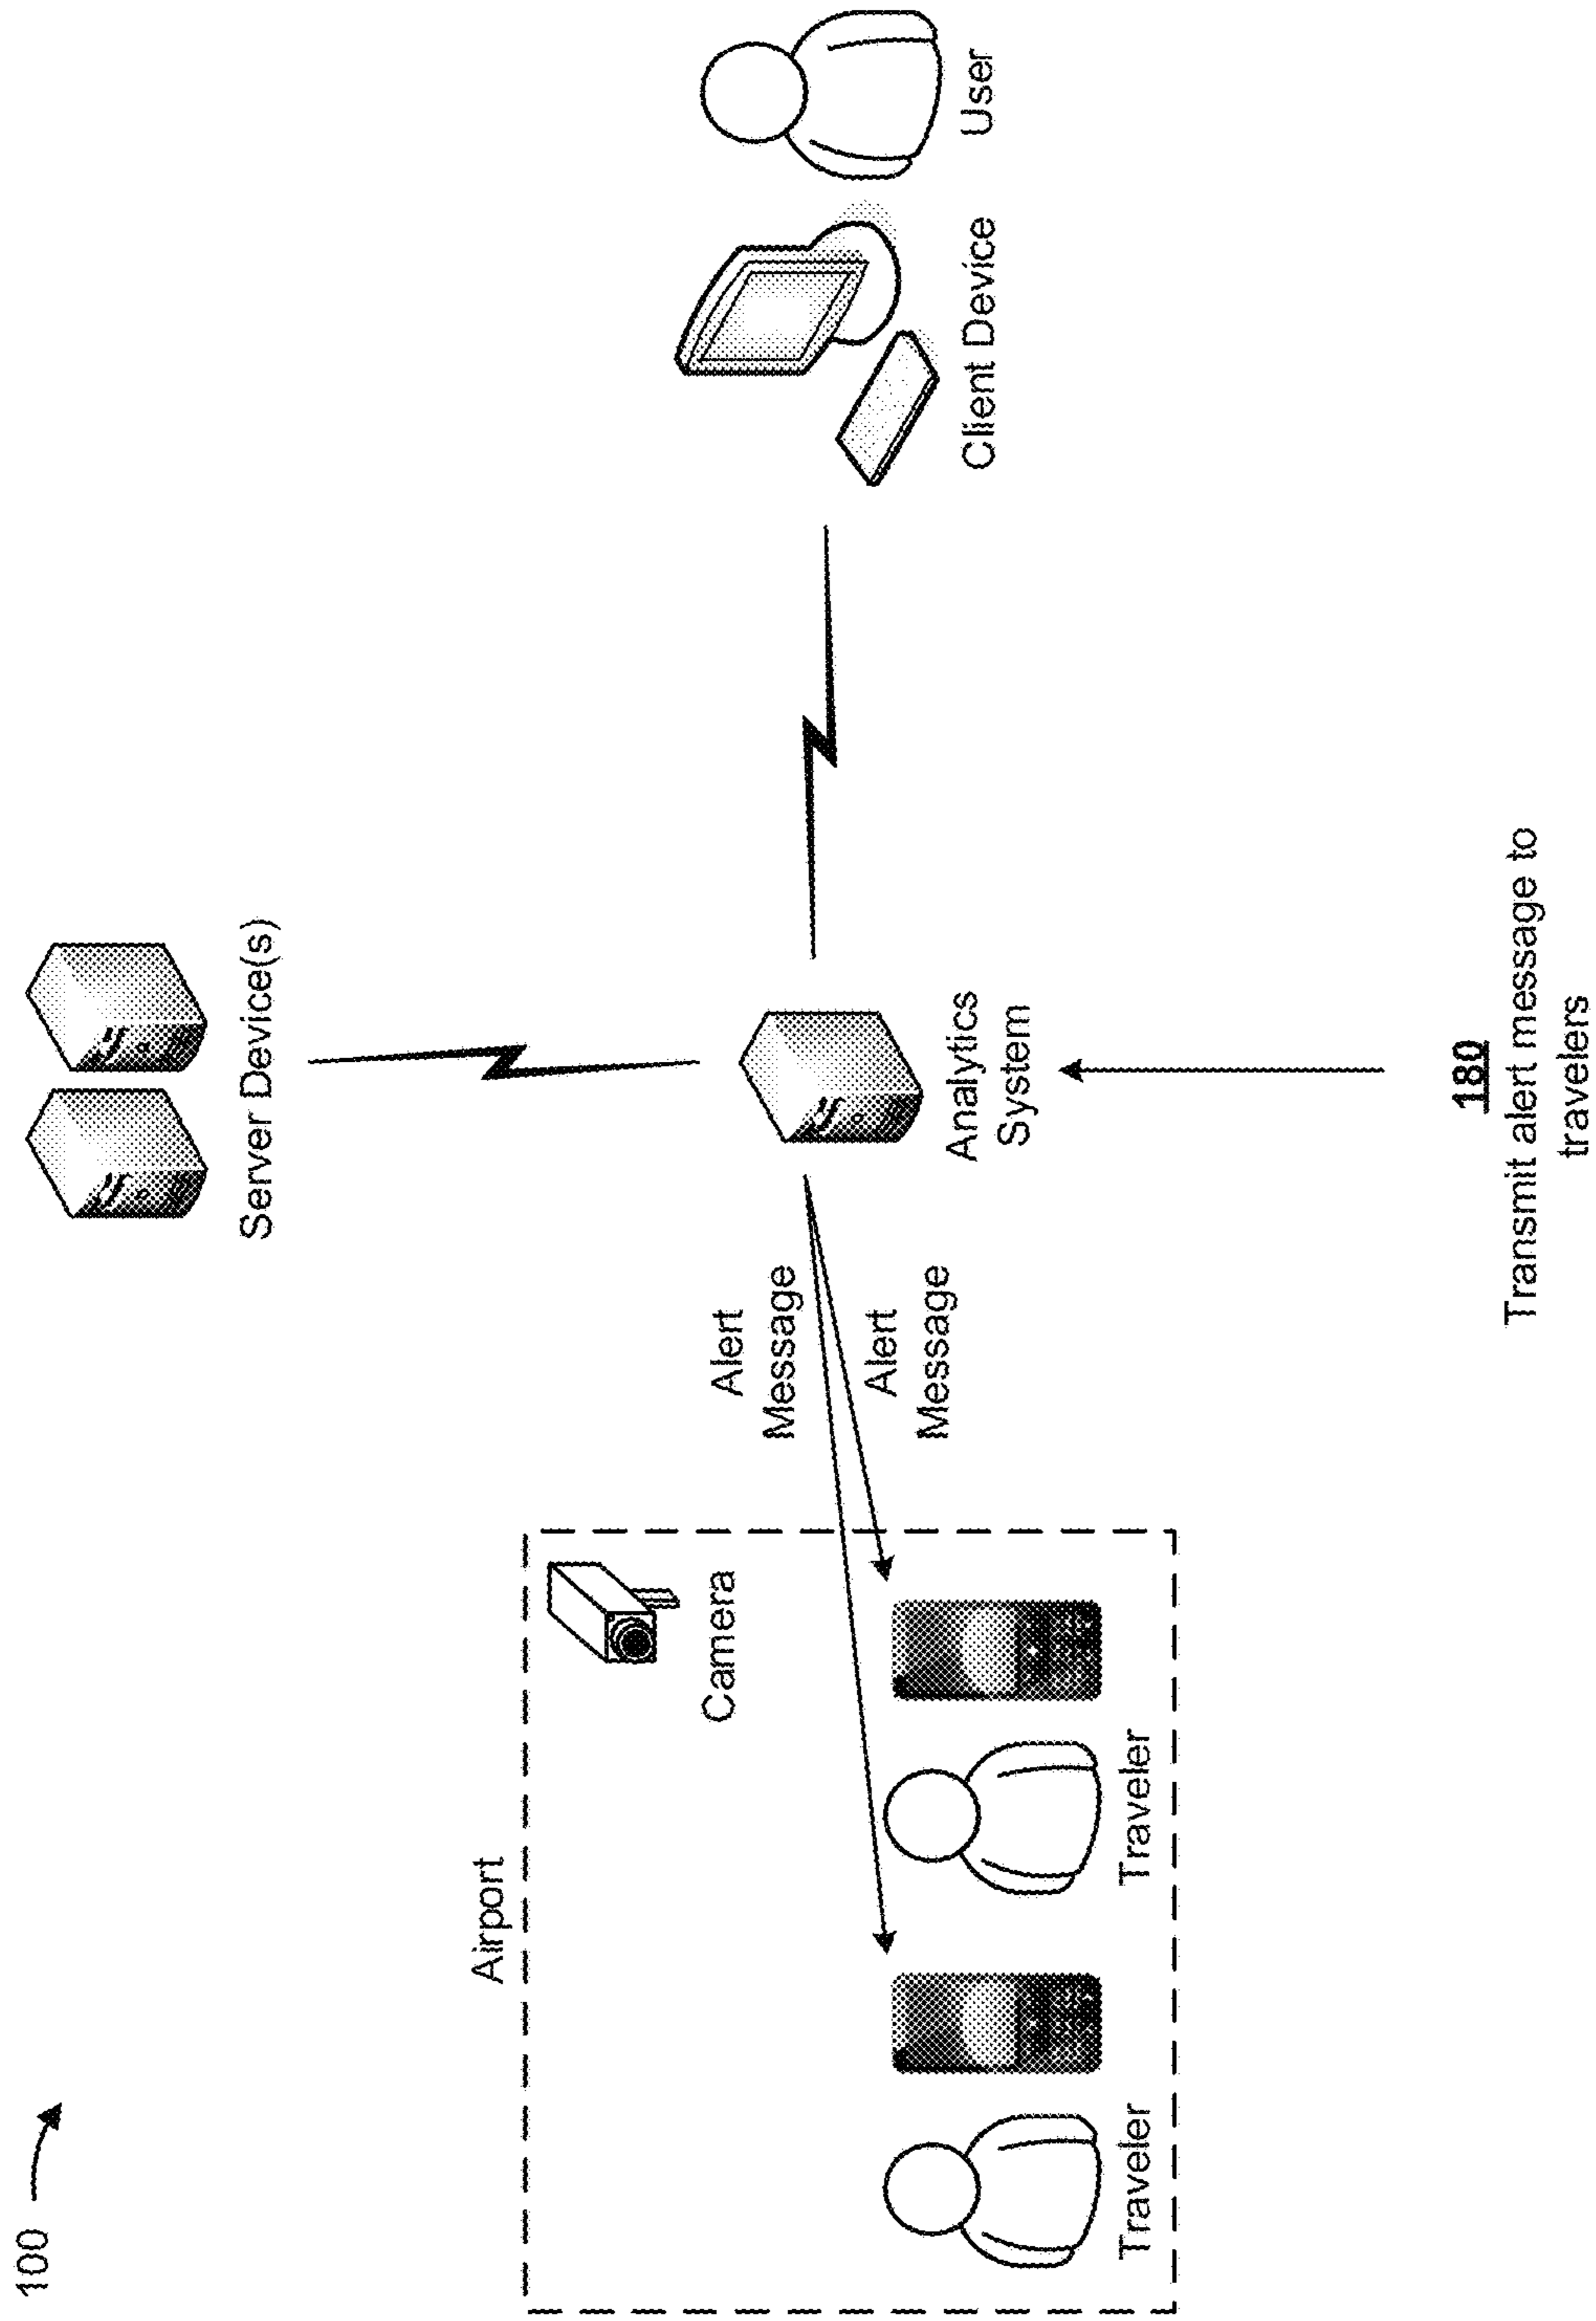 100
Server Device(s)
Airport
Camera
Alert
Message
Alert
Message
Analytics
System
Client Device
User
Traveler
Traveler
180
Transmit alert message to
travelers